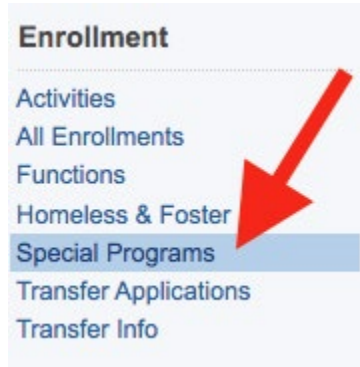 Enrollment
Activities
All Enrollments
Functions
Homeless & Foster
Special Programs
Transfer Applications
Transfer Info